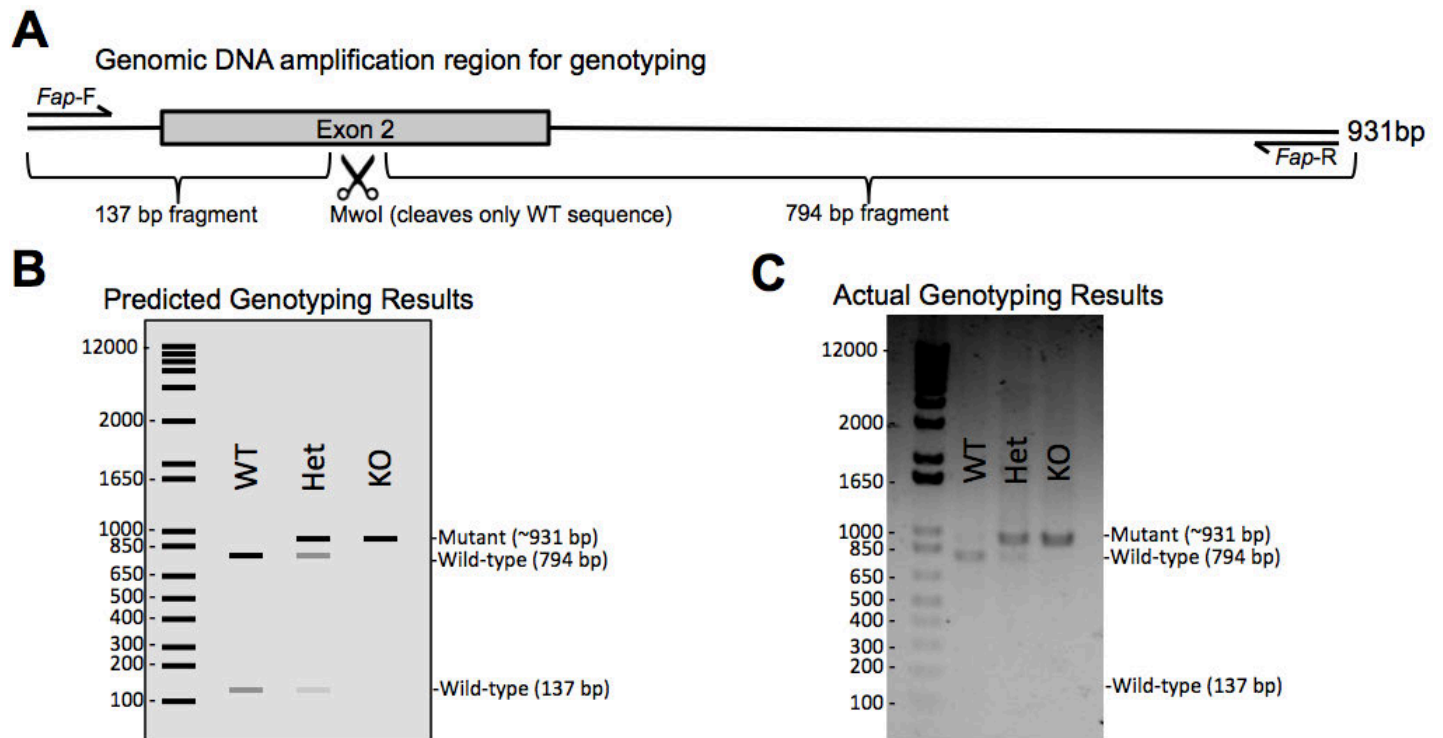 A
Genomic DNA amplification region for genotyping
Fap-F
Exon 2
931bp
Fap-R
137 bp fragment
MwoI (cleaves only WT sequence)
794 bp fragment
B
Predicted Genotyping Results
12000 -
2000 -
1650 -
1000 -
850 -
650 -
500 -
400 -
300 -
200 -
100 -
WT
Het
KO
-Mutant (~931 bp)
-Wild-type (794 bp)
-Wild-type (137 bp)
C
Actual Genotyping Results
12000 -
2000 -
1650 -
1000 -
850 -
650 -
500 -
400 -
300 -
200 -
100 -
WT
Het
KO
-Mutant (~931 bp)
-Wild-type (794 bp)
-Wild-type (137 bp)